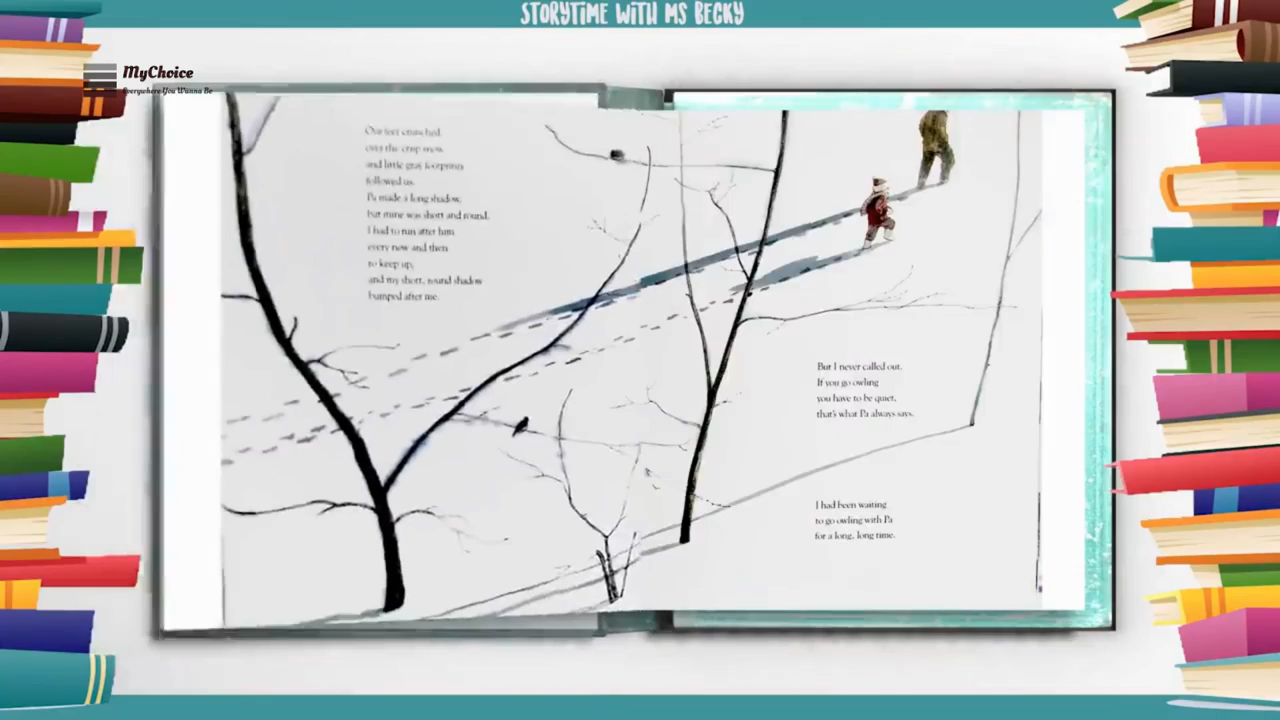 STORYTIME WITH MS BECKY
MyChoice
Everywhere You Wanna Be
Our feet crunched
over the crisp snow
and little gray footprints
followed us.
Pa made a long shadow,
but mine was short and round.
I had to run after him
every now and then
to keep up,
and my short, round shadow
bumped after me.
But I never called out.
If you go owling
you have to be quiet,
that's what Pa always says.
I had been waiting
to go owling with Pa
for a long, long time.